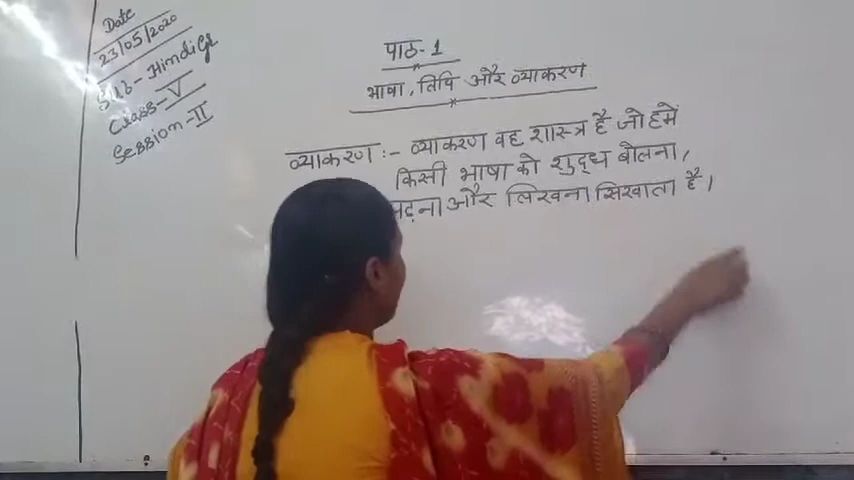 Date
23/05/2020
Sub - Hindi Gr
Class - V
Session - II
पाठ - 1
भाषा, लिपि और व्याकरण
व्याकरण :- व्याकरण वह शास्त्र है जो हमें
किसी भाषा को शुद्ध बोलना,
पढ़ना और लिखना सिखाता है।